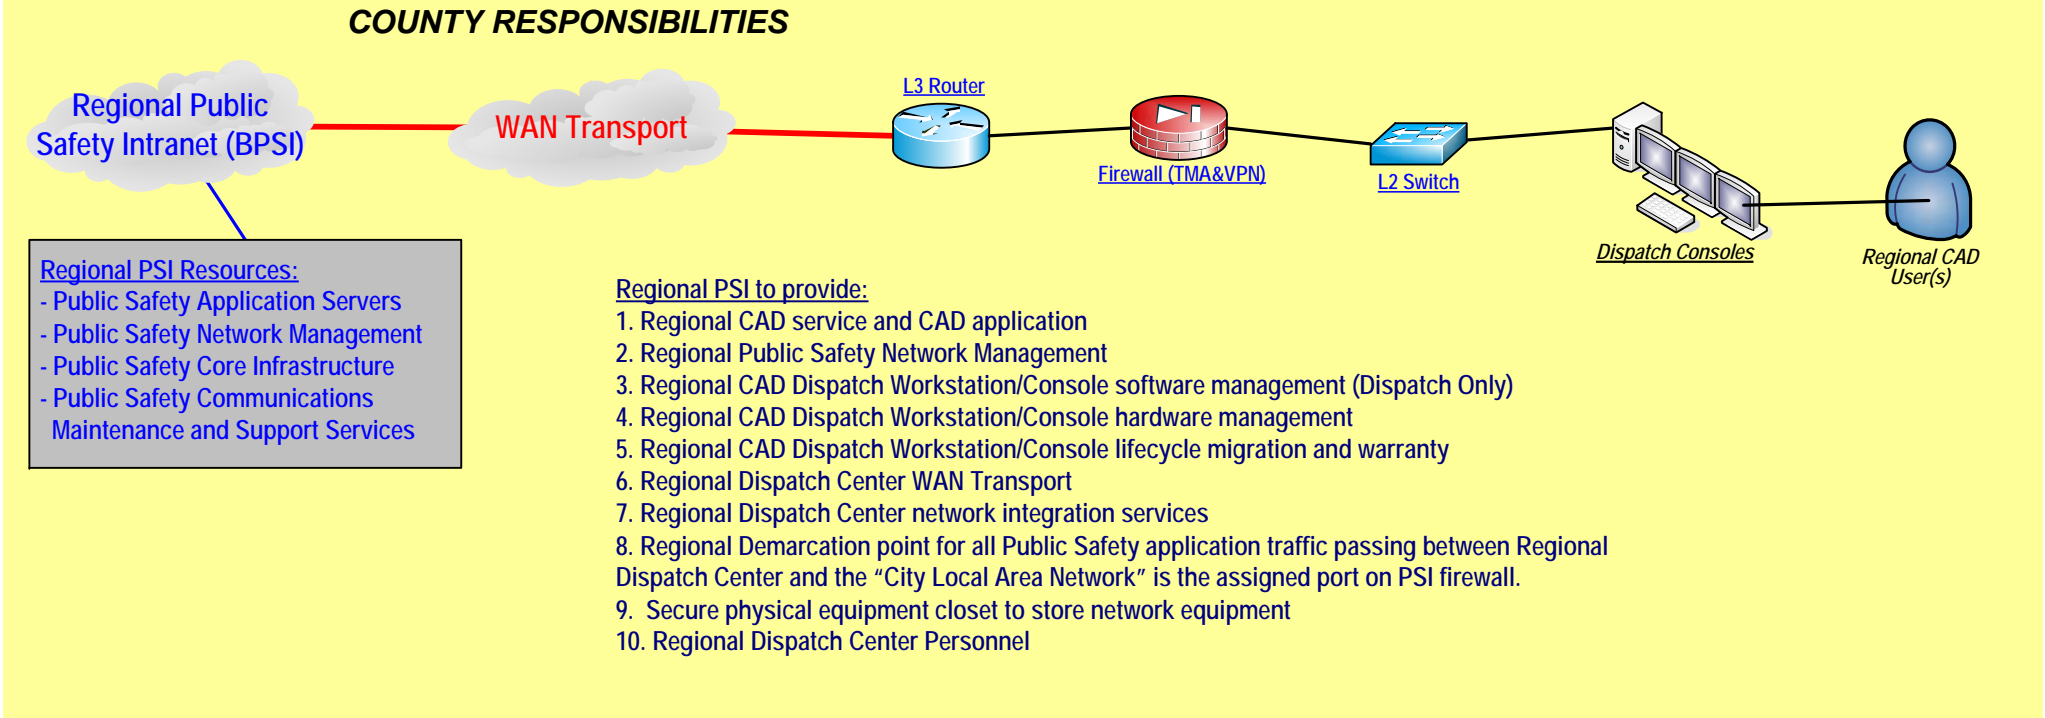 COUNTY RESPONSIBILITIES
Regional Public
Safety Intranet (BPSI)
WAN Transport
L3 Router
Firewall (TMA&VPN)
L2 Switch
Dispatch Consoles
Regional CAD
User(s)
Regional PSI Resources:
- Public Safety Application Servers
- Public Safety Network Management
- Public Safety Core Infrastructure
- Public Safety Communications
Maintenance and Support Services
Regional PSI to provide:
1. Regional CAD service and CAD application
2. Regional Public Safety Network Management
3. Regional CAD Dispatch Workstation/Console software management (Dispatch Only)
4. Regional CAD Dispatch Workstation/Console hardware management
5. Regional CAD Dispatch Workstation/Console lifecycle migration and warranty
6. Regional Dispatch Center WAN Transport
7. Regional Dispatch Center network integration services
8. Regional Demarcation point for all Public Safety application traffic passing between Regional
Dispatch Center and the “City Local Area Network” is the assigned port on PSI firewall.
9.  Secure physical equipment closet to store network equipment
10. Regional Dispatch Center Personnel